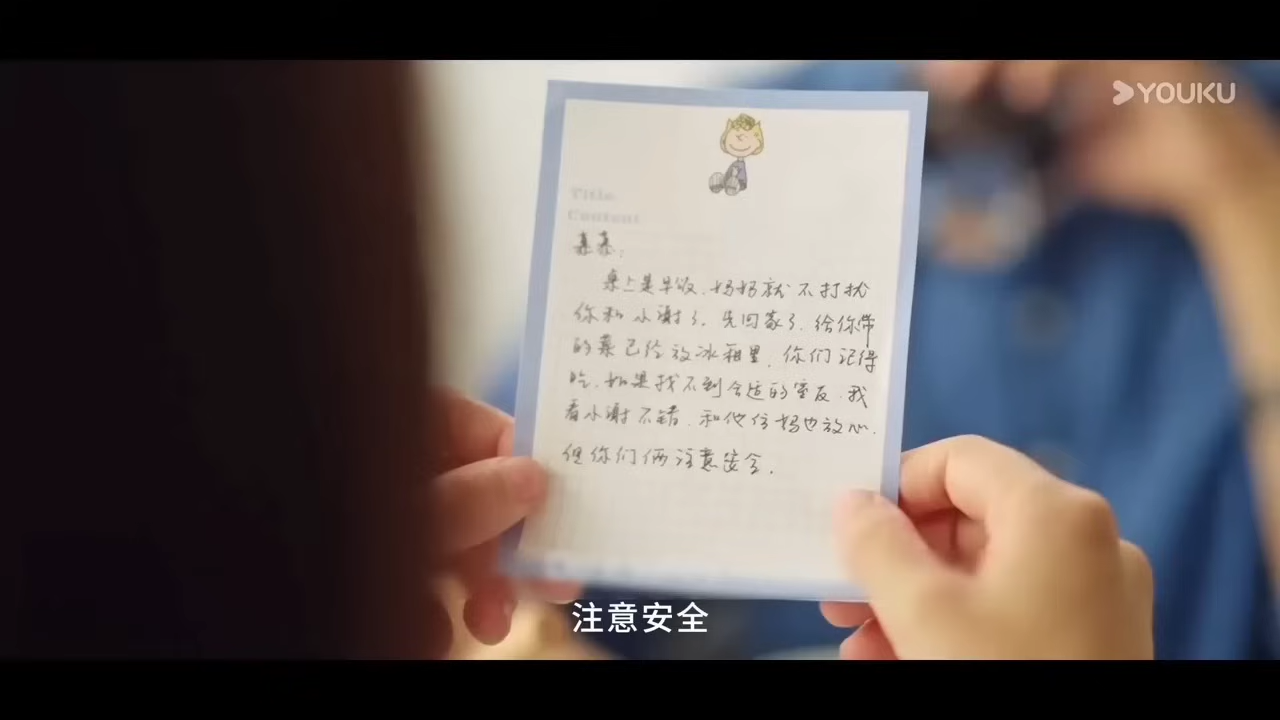 YOUKU
Title
Content
慕慕:
桌上是早饭,妈妈就不打扰
你和小谢了,先回家了,给你带
的菜已经放冰箱里,你们记得
吃,如果找不到合适的室友,我
看小谢不错,和他住妈也放心.
但你们俩注意安全.
注意安全